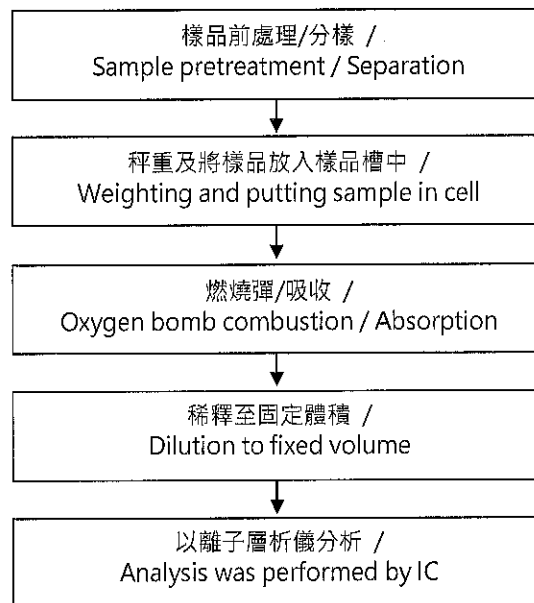 樣品前處理/分樣 /
Sample pretreatment / Separation
秤重及將樣品放入樣品槽中 /
Weighting and putting sample in cell
燃燒彈/吸收 /
Oxygen bomb combustion / Absorption
稀釋至固定體積 /
Dilution to fixed volume
以離子層析儀分析 /
Analysis was performed by IC